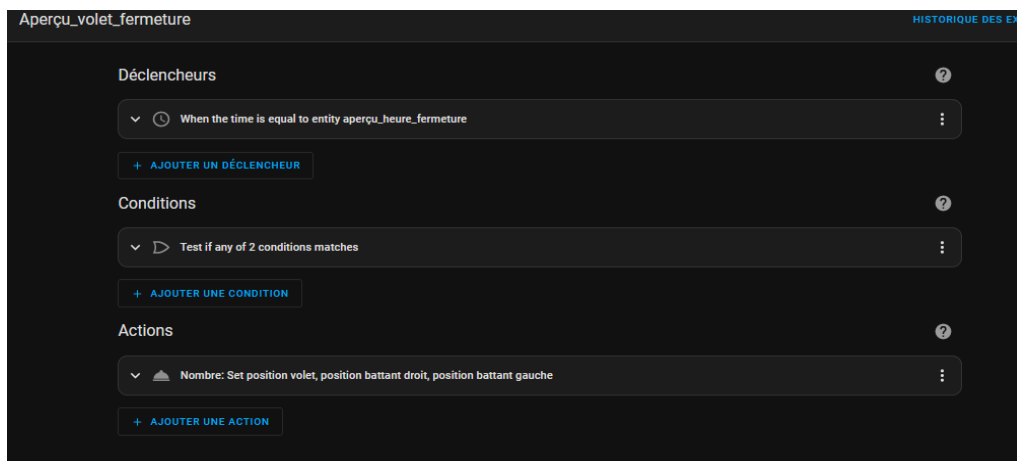 Aperçu_volet_fermeture
HISTORIQUE DES EX
Déclencheurs
When the time is equal to entity aperçu_heure_fermeture
+ AJOUTER UN DÉCLENCHEUR
Conditions
Test if any of 2 conditions matches
+ AJOUTER UNE CONDITION
Actions
Nombre: Set position volet, position battant droit, position battant gauche
+ AJOUTER UNE ACTION